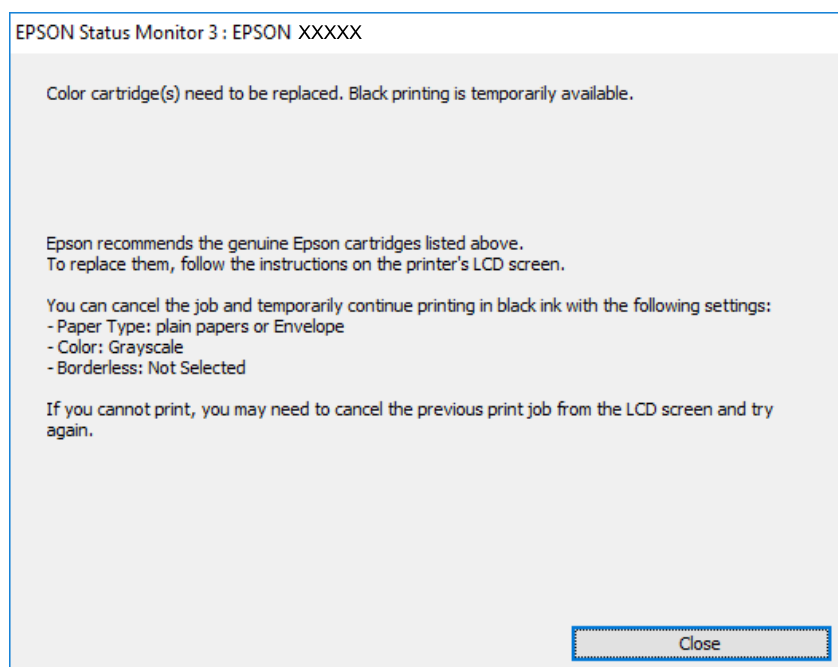 EPSON Status Monitor 3 : EPSON XXXXX
Color cartridge(s) need to be replaced. Black printing is temporarily available.
Epson recommends the genuine Epson cartridges listed above.
To replace them, follow the instructions on the printer's LCD screen.
You can cancel the job and temporarily continue printing in black ink with the following settings:
- Paper Type: plain papers or Envelope
- Color: Grayscale
- Borderless: Not Selected
If you cannot print, you may need to cancel the previous print job from the LCD screen and try
again.
Close